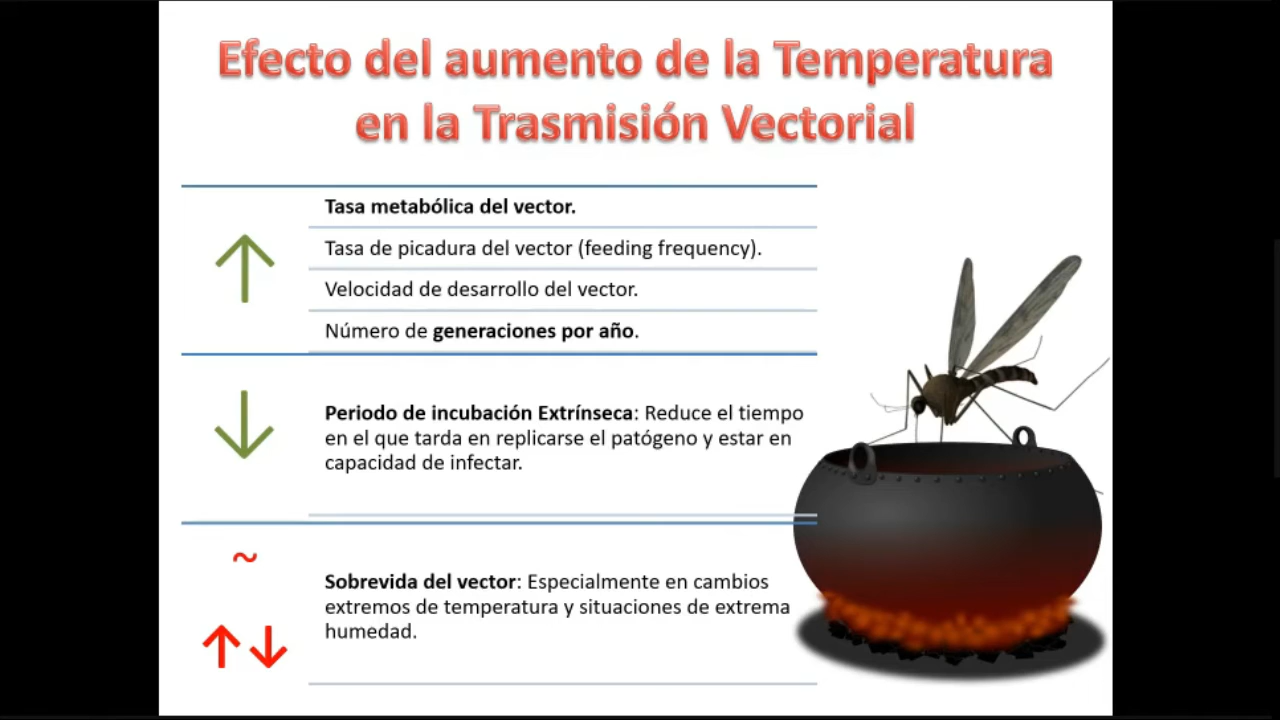 Efecto del aumento de la Temperatura
en la Trasmisión Vectorial
Tasa metabólica del vector.
Tasa de picadura del vector (feeding frequency).
Velocidad de desarrollo del vector.
Número de generaciones por año.
Periodo de incubación Extrínseca: Reduce el tiempo
en el que tarda en replicarse el patógeno y estar en
capacidad de infectar.
~
Sobrevida del vector: Especialmente en cambios
extremos de temperatura y situaciones de extrema
humedad.